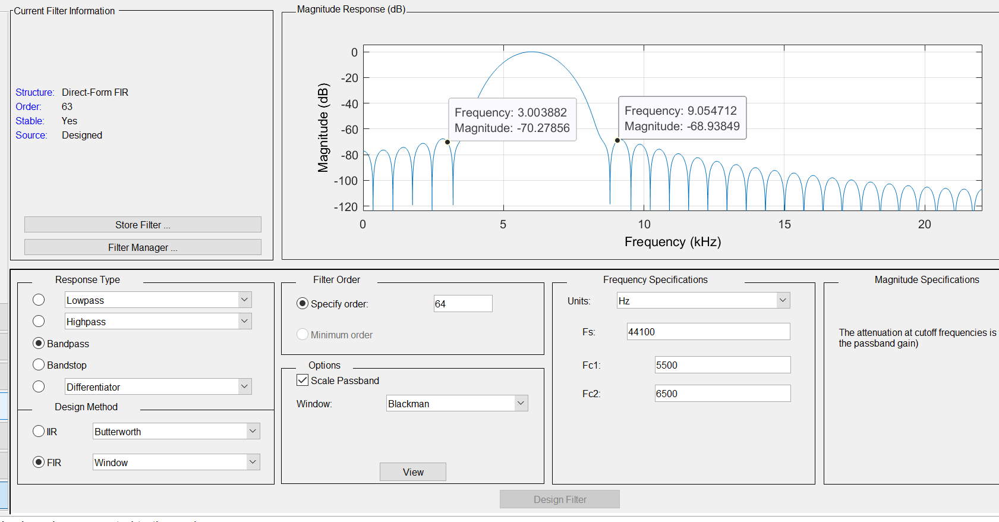 Current Filter Information
Structure: Direct-Form FIR
Order: 63
Stable: Yes
Source: Designed
Store Filter ...
Filter Manager ...
Magnitude Response (dB)
Magnitude (dB)
0
-20
-40
-60
-80
-100
-120
Frequency: 3.003882
Magnitude: -70.27856
Frequency: 9.054712
Magnitude: -68.93849
0 5 10 15 20
Frequency (kHz)
Response Type
Lowpass
Highpass
Bandpass
Bandstop
Differentiator
Design Method
IIR Butterworth
FIR Window
Filter Order
Specify order: 64
Minimum order
Options
Scale Passband
Window: Blackman
View
Frequency Specifications
Units: Hz
Fs: 44100
Fc1: 5500
Fc2: 6500
Magnitude Specifications
The attenuation at cutoff frequencies is
the passband gain)
Design Filter